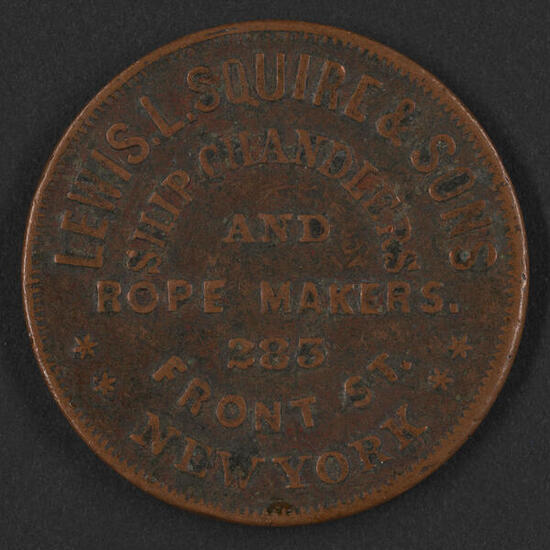 LEWIS. L. SQUIRE & SONS
SHIP CHANDLERS
AND
ROPE MAKERS.
283
FRONT ST.
NEW YORK